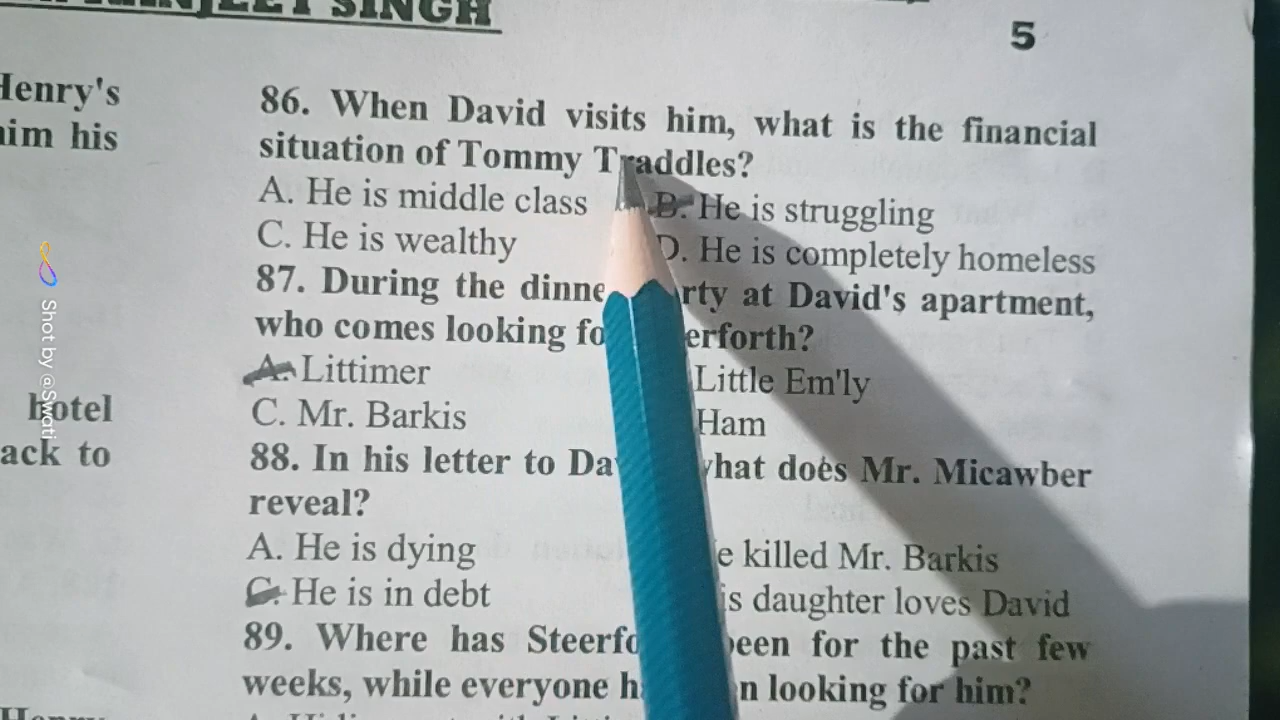 SINGH
5
Henry's
him his
hotel
ack to
86. When David visits him, what is the financial
situation of Tommy Traddles?
A. He is middle class B. He is struggling
C. He is wealthy D. He is completely homeless
87. During the dinne rty at David's apartment,
who comes looking fo erforth?
A. Littimer Little Em'ly
C. Mr. Barkis Ham
88. In his letter to Da what does Mr. Micawber
reveal?
A. He is dying e killed Mr. Barkis
C. He is in debt is daughter loves David
89. Where has Steerfo been for the past few
weeks, while everyone h n looking for him?
Shot by @Swati